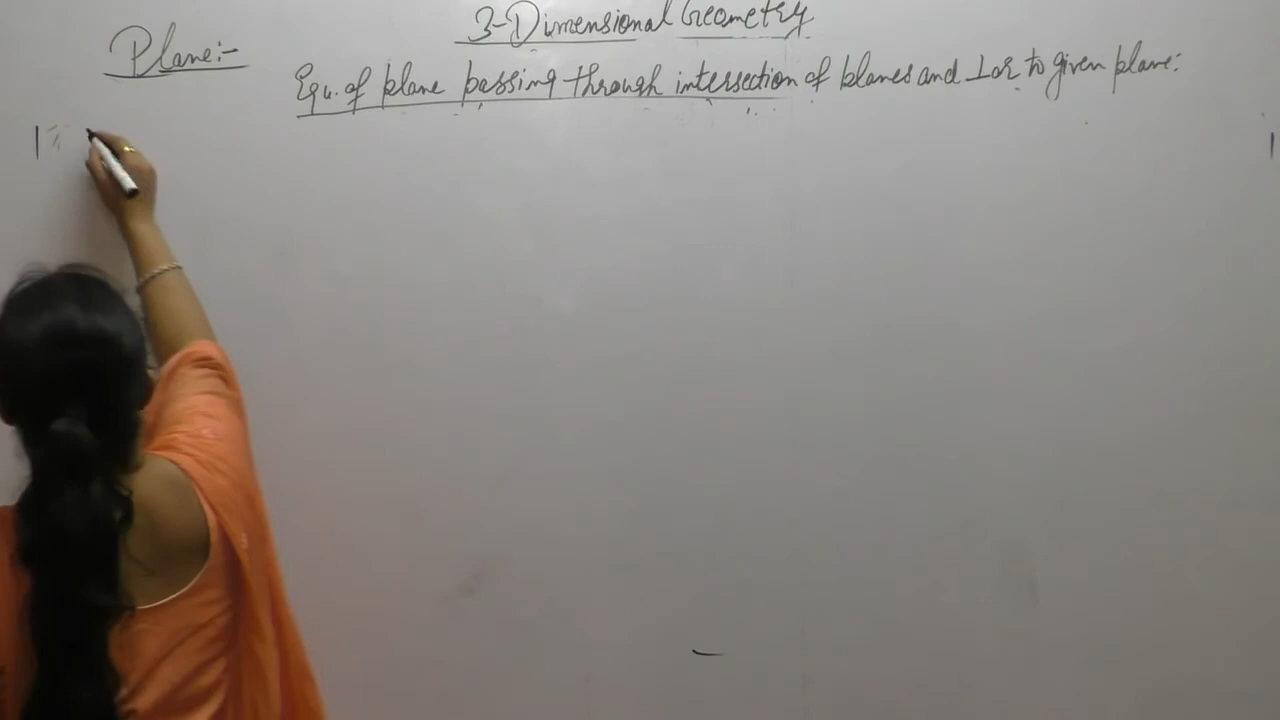 3-Dimensional Geometry
Plane:-
Equ. of plane passing through intersection of planes and ⊥ar to given plane: